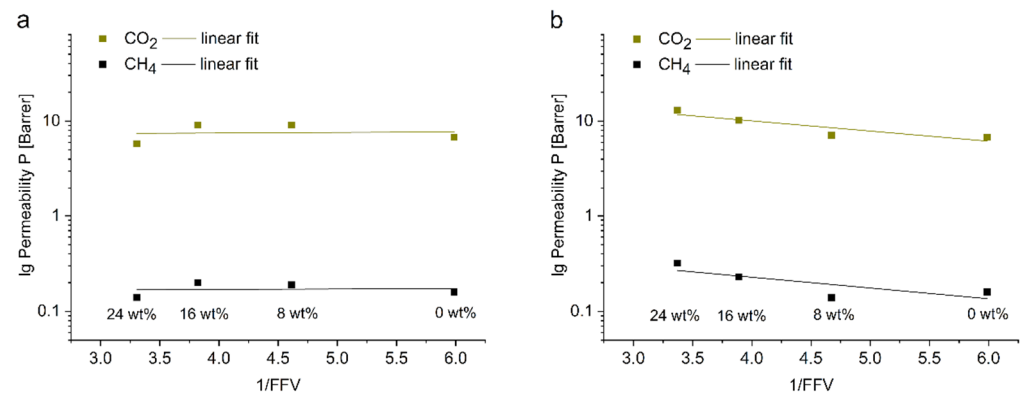 a
CO2 linear fit
CH4 linear fit
lg Permeability P [Barrer]
10
1
0.1
24 wt% 16 wt% 8 wt% 0 wt%
3.0 3.5 4.0 4.5 5.0 5.5 6.0
1/FFV
b
CO2 linear fit
CH4 linear fit
lg Permeability P [Barrer]
10
1
0.1
24 wt% 16 wt% 8 wt% 0 wt%
3.0 3.5 4.0 4.5 5.0 5.5 6.0
1/FFV